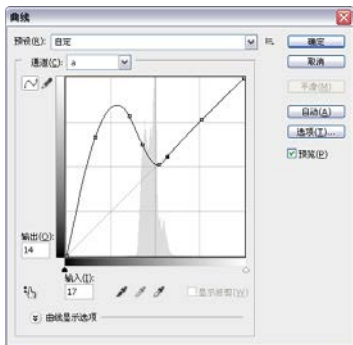 曲线
预设(R): 自定
确定
通道(C): a
取消
平滑(M)
自动(A)
选项(T)...
预览(P)
输出(O):
14
输入(I):
17
显示修剪(W)
曲线显示选项